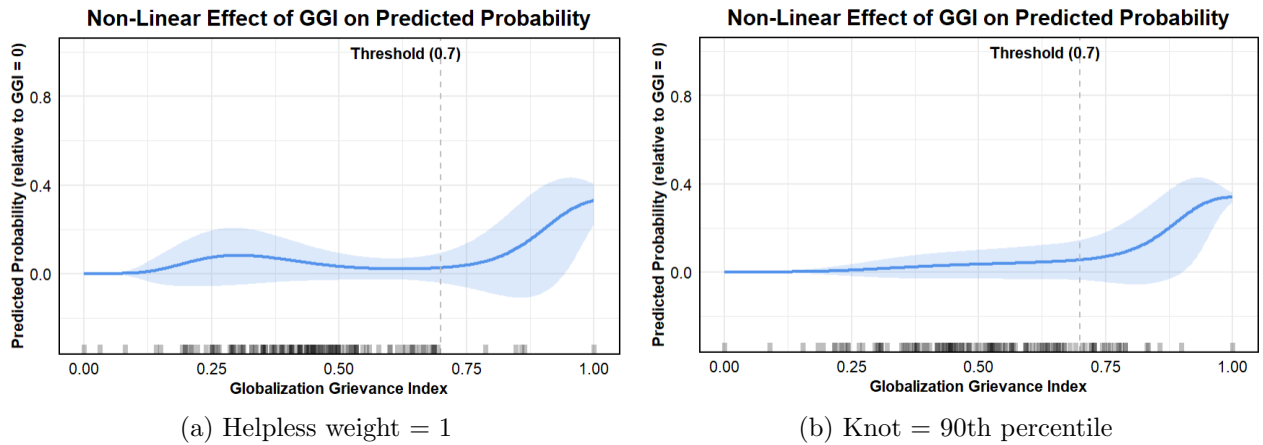 Non-Linear Effect of GGI on Predicted Probability
Predicted Probability (relative to GGI = 0)
Threshold (0.7)
0.8
0.4
0.0
0.00 0.25 0.50 0.75 1.00
Globalization Grievance Index
(a) Helpless weight = 1
Non-Linear Effect of GGI on Predicted Probability
Predicted Probability (relative to GGI = 0)
Threshold (0.7)
0.8
0.4
0.0
0.00 0.25 0.50 0.75 1.00
Globalization Grievance Index
(b) Knot = 90th percentile